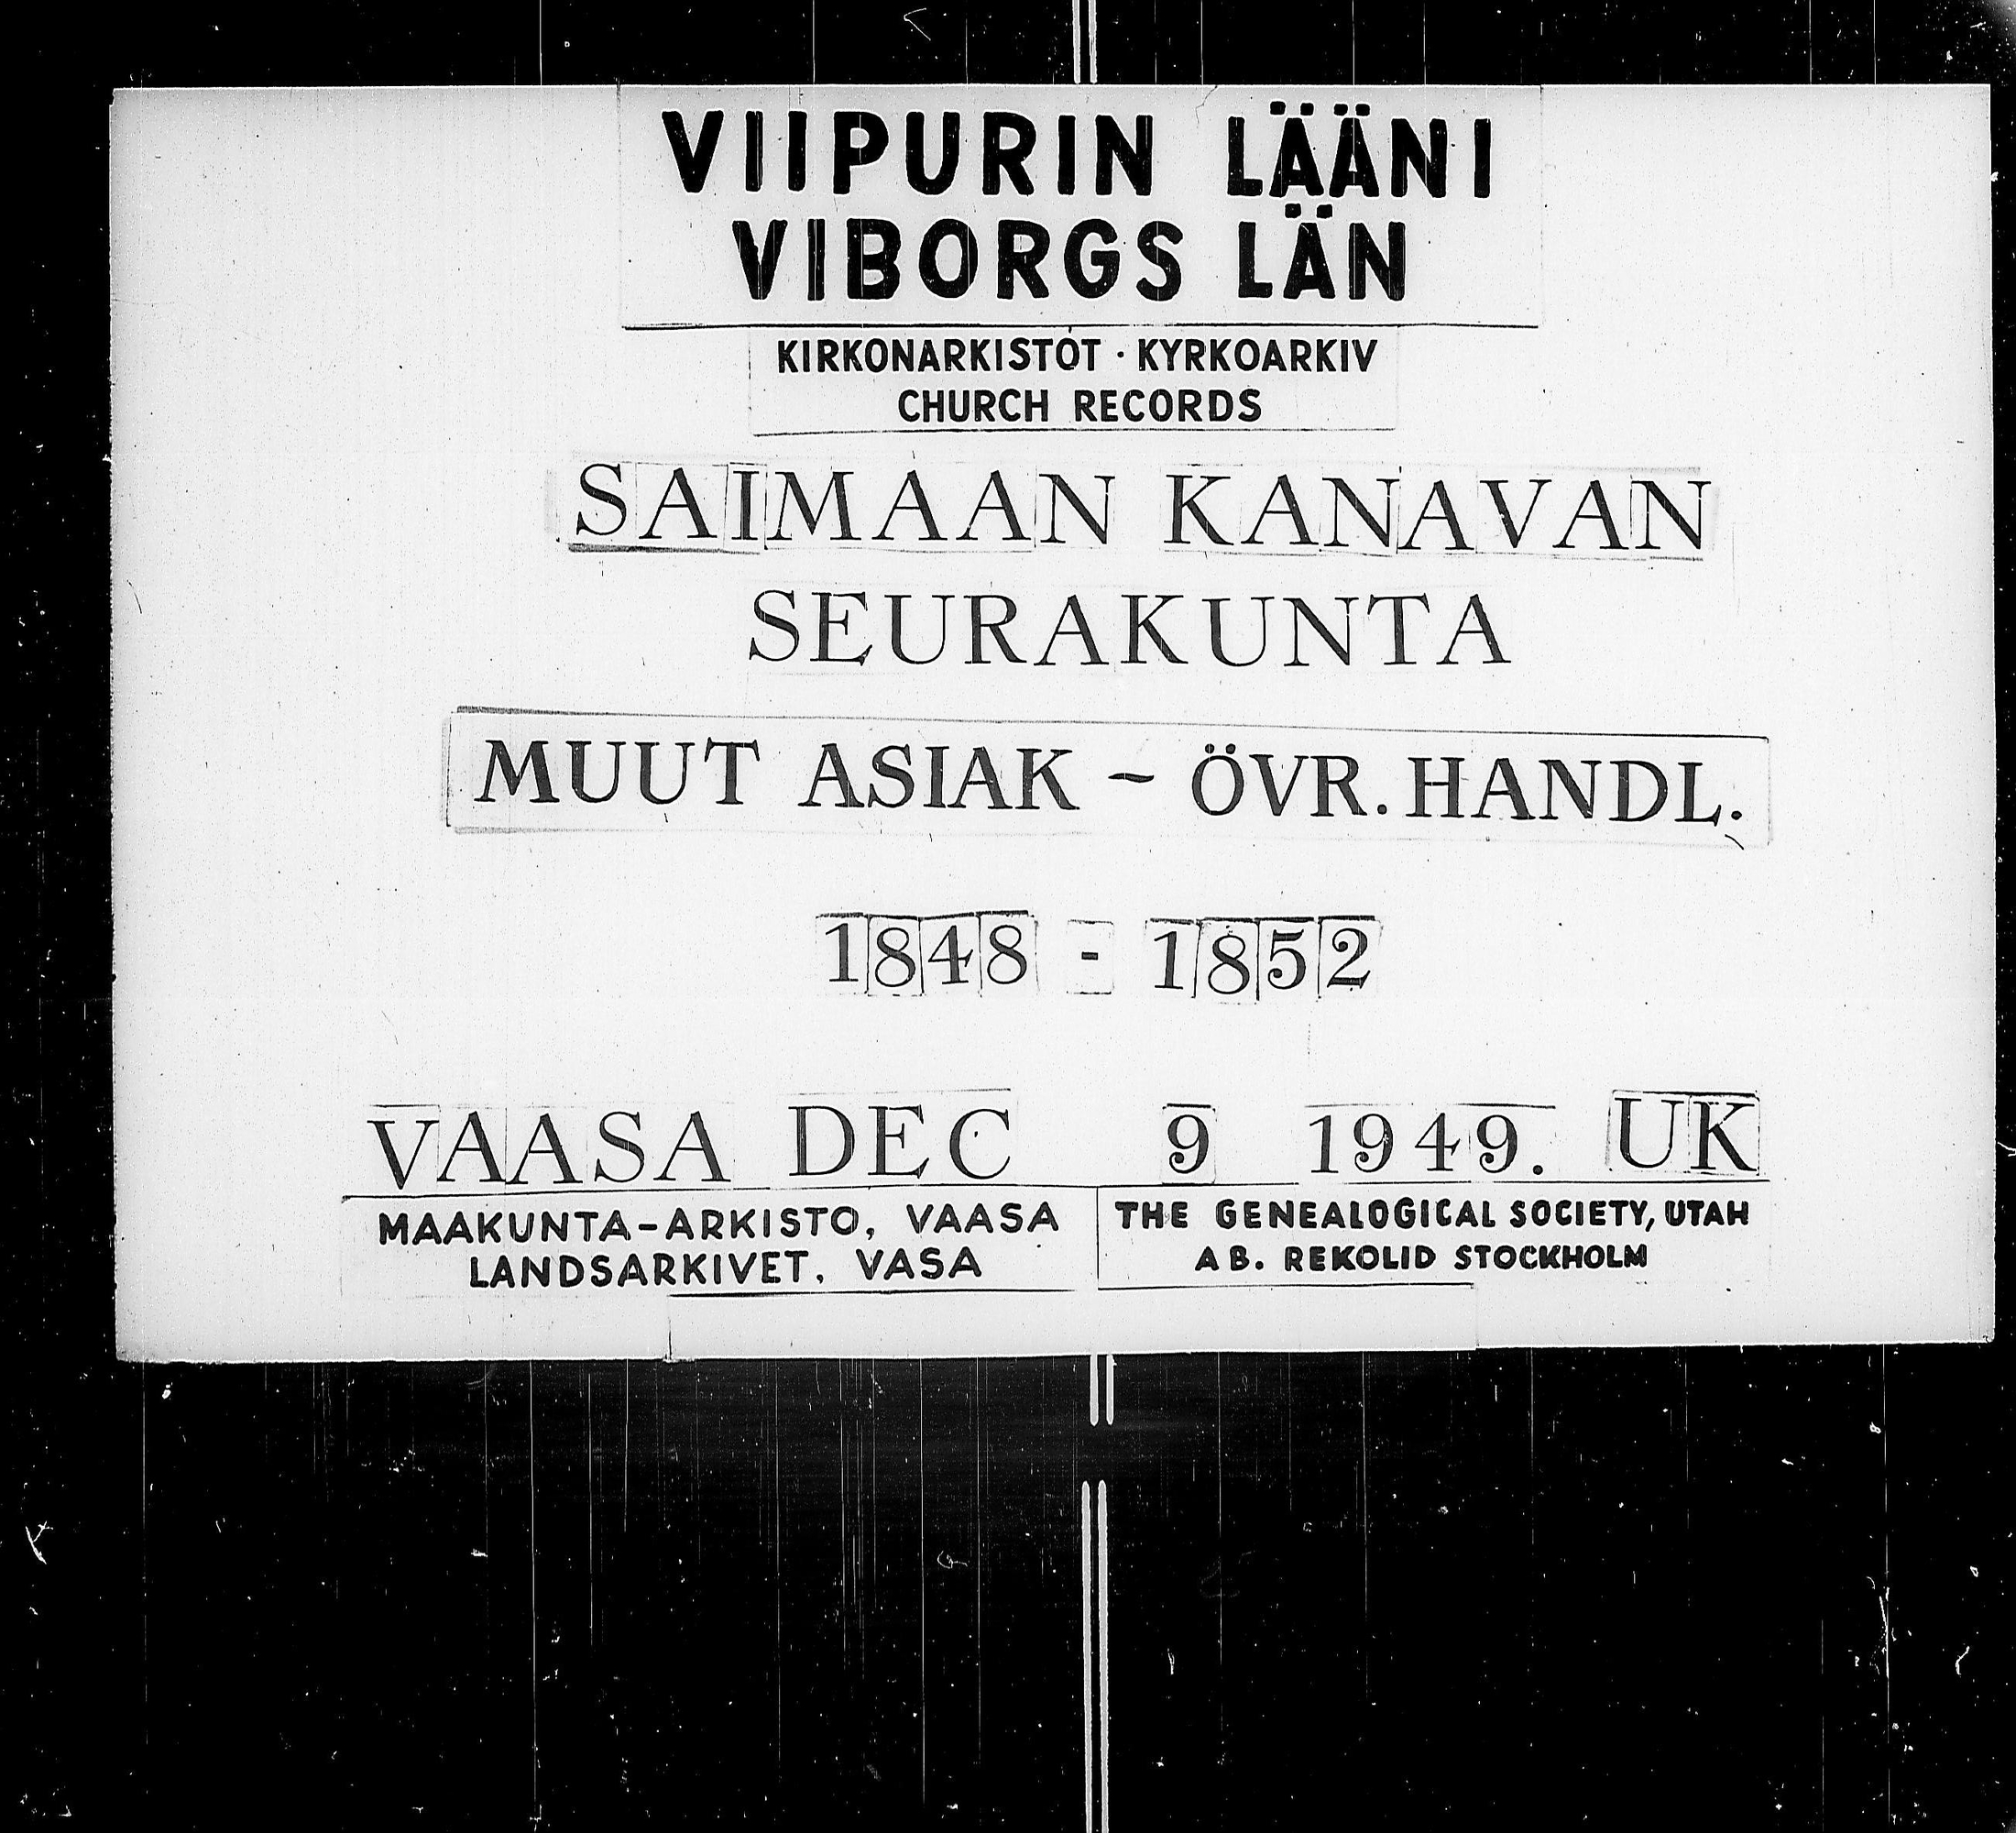 VIIPURIN LÄÄNI
VIBORGS LÄN
KIRKONARKISTOT · KYRKOARKIV
CHURCH RECORDS
SAIMAAN KANAVAN
SEURAKUNTA
MUUT ASIAK - ÖVR. HANDL.
1848 - 1852
VAASA DEC 9 1949. UK
MAAKUNTA-ARKISTO, VAASA
LANDSARKIVET, VASA
THE GENEALOGICAL SOCIETY, UTAH
AB. REKOLID STOCKHOLM